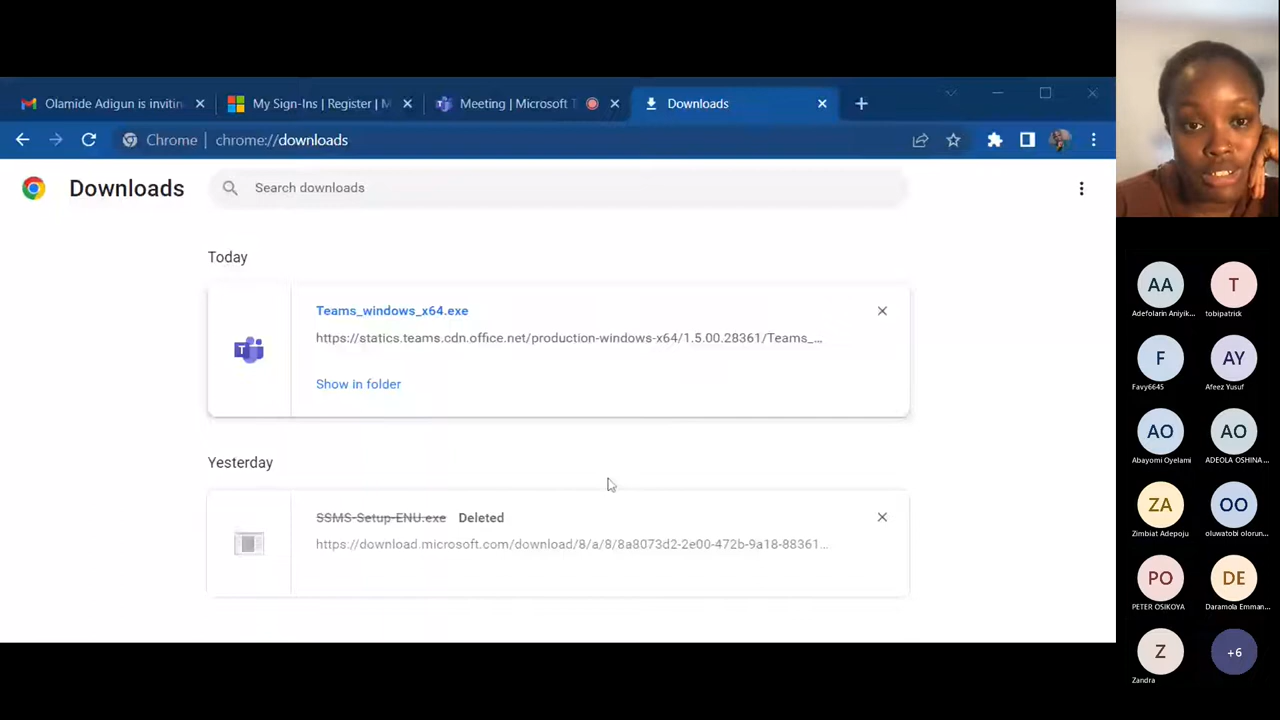 Olamide Adigun is invitin
My Sign-Ins | Register | M
Meeting | Microsoft T
Downloads
Chrome
chrome://downloads
Downloads
Search downloads
Today
Teams_windows_x64.exe
https://statics.teams.cdn.office.net/production-windows-x64/1.5.00.28361/Teams_...
Show in folder
Yesterday
SSMS-Setup-ENU.exe Deleted
https://download.microsoft.com/download/8/a/8/8a8073d2-2e00-472b-9a18-88361...
AA
T
Adefolarin Aniyik...
tobipatrick
F
AY
Favy6645
Afeez Yusuf
AO
AO
Abayomi Oyelami
ADEOLA OSHINA ...
ZA
OO
Zimbiat Adepoju
oluwatobi olorun...
PO
DE
PETER OSIKOYA
Daramola Emman...
Z
+6
Zandra